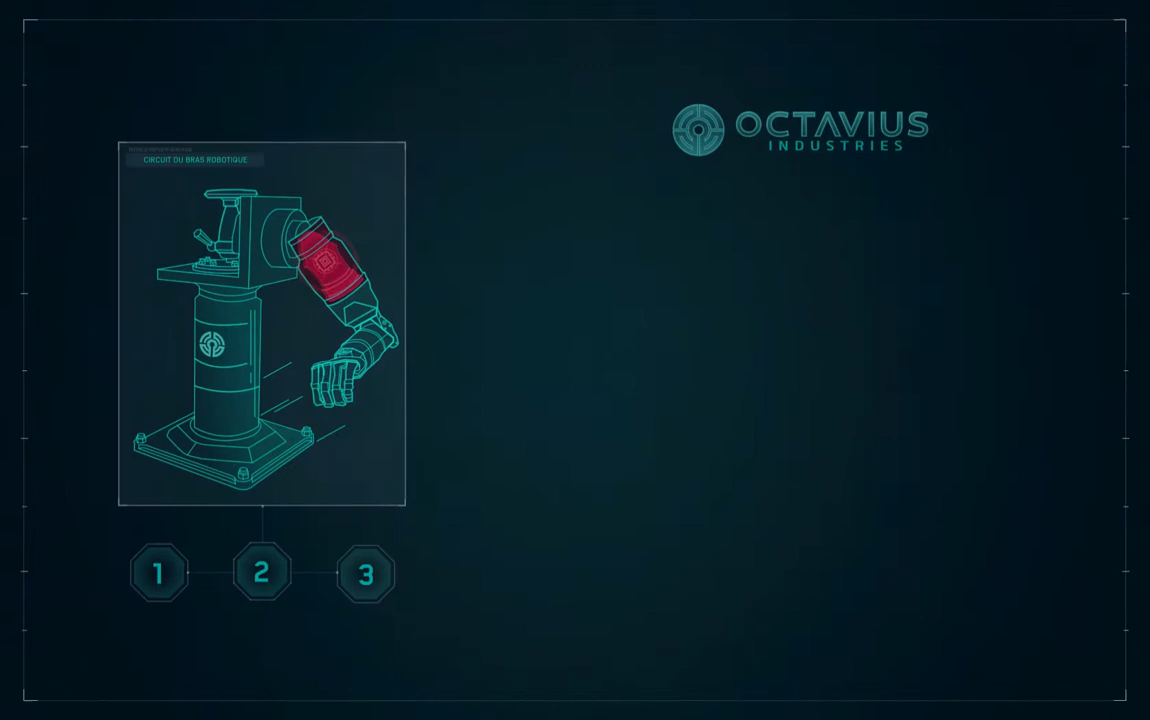 OCTAVIUS
INDUSTRIES
CIRCUIT DU BRAS ROBOTIQUE
1
2
3